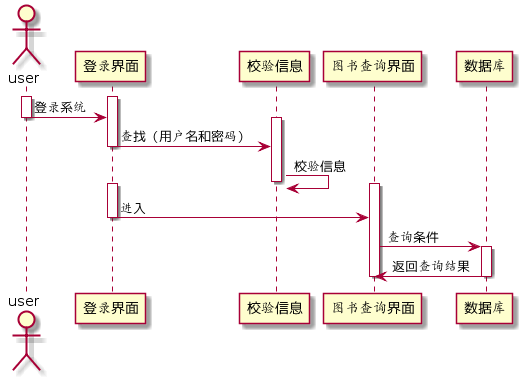 user
登录界面
校验信息
图书查询界面
数据库
登录系统
查找（用户名和密码）
校验信息
进入
查询条件
返回查询结果
user
登录界面
校验信息
图书查询界面
数据库